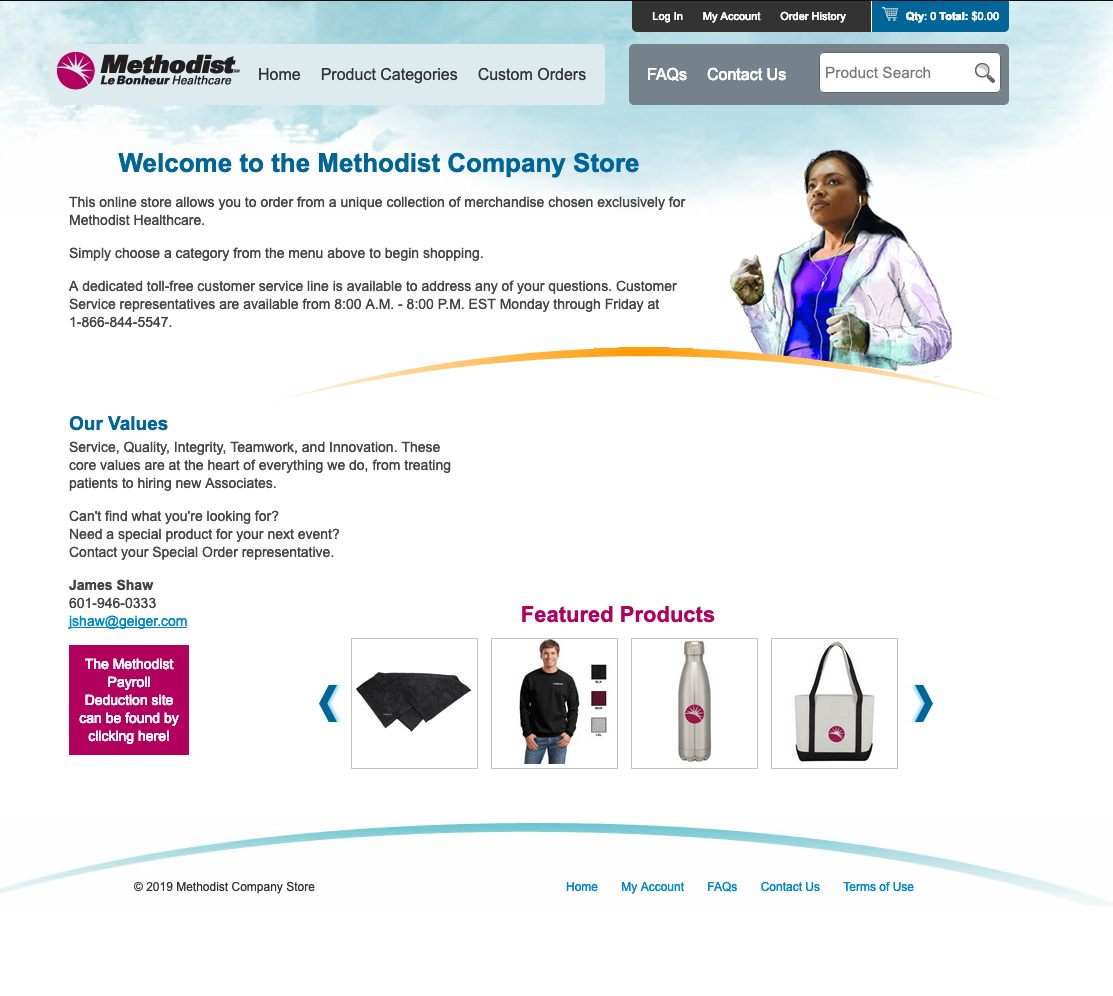 Log In My Account Order History Qty: 0 Total: $0.00
Methodist
Le Bonheur Healthcare
Home Product Categories Custom Orders FAQs Contact Us Product Search
Welcome to the Methodist Company Store
This online store allows you to order from a unique collection of merchandise chosen exclusively for
Methodist Healthcare.
Simply choose a category from the menu above to begin shopping.
A dedicated toll-free customer service line is available to address any of your questions. Customer
Service representatives are available from 8:00 A.M. - 8:00 P.M. EST Monday through Friday at
1-866-844-5547.
Our Values
Service, Quality, Integrity, Teamwork, and Innovation. These
core values are at the heart of everything we do, from treating
patients to hiring new Associates.
Can't find what you're looking for?
Need a special product for your next event?
Contact your Special Order representative.
James Shaw
601-946-0333
jshaw@geiger.com
The Methodist
Payroll
Deduction site
can be found by
clicking here!
Featured Products
© 2019 Methodist Company Store
Home My Account FAQs Contact Us Terms of Use